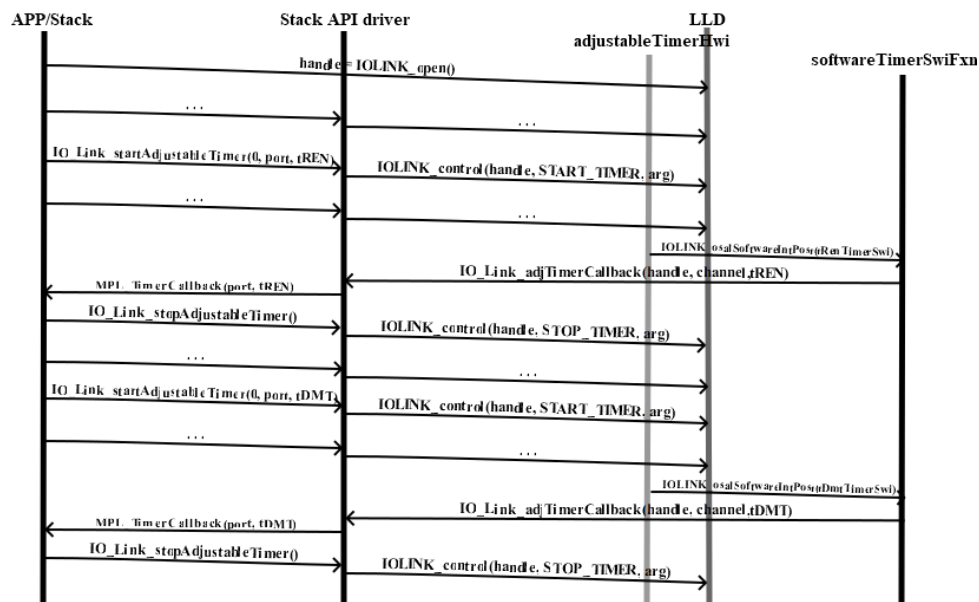 APP/Stack
Stack API driver
LLD
adjustableTimerHwi
softwareTimerSwiFxn
handle = IOLINK_open()
...
...
IO_Link_startAdjustableTimer(0, port, tREN)
IOLINK_control(handle, START_TIMER, arg)
...
...
IOLINK_osalSoftwareIntPost(tRenTimerSwi)
IO_Link_adjTimerCallback(handle, channel,tREN)
MPL_TimerCallback(port, tREN)
IO_Link_stopAdjustableTimer()
IOLINK_control(handle, STOP_TIMER, arg)
...
...
IO_Link_startAdjustableTimer(0, port, tDMT)
IOLINK_control(handle, START_TIMER, arg)
...
...
IOLINK_osalSoftwareIntPost(tDmtTimerSwi)
IO_Link_adjTimerCallback(handle, channel,tDMT)
MPL_TimerCallback(port, tDMT)
IO_Link_stopAdjustableTimer()
IOLINK_control(handle, STOP_TIMER, arg)